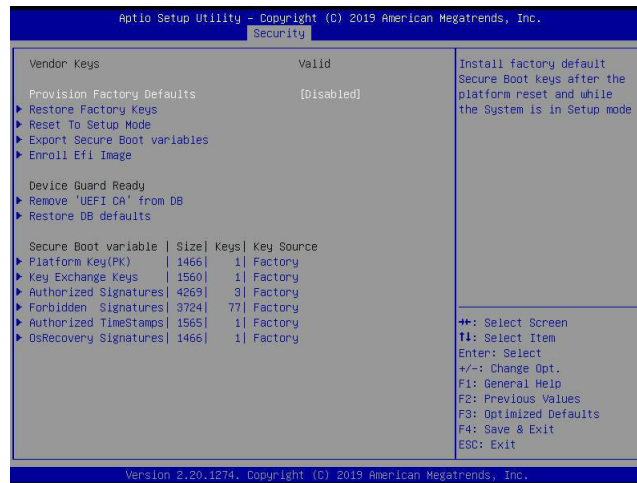 Aptio Setup Utility – Copyright (C) 2019 American Megatrends, Inc.
Security
Vendor Keys Valid
Provision Factory Defaults [Disabled]
Restore Factory Keys
Reset To Setup Mode
Export Secure Boot variables
Enroll Efi Image
Device Guard Ready
Remove 'UEFI CA' from DB
Restore DB defaults
Secure Boot variable | Size| Keys| Key Source
Platform Key(PK) | 1466| 1| Factory
Key Exchange Keys | 1560| 1| Factory
Authorized Signatures| 4269| 3| Factory
Forbidden Signatures| 3724| 77| Factory
Authorized TimeStamps| 1565| 1| Factory
OsRecovery Signatures| 1466| 1| Factory
Install factory default
Secure Boot keys after the
platform reset and while
the System is in Setup mode
→←: Select Screen
↑↓: Select Item
Enter: Select
+/-: Change Opt.
F1: General Help
F2: Previous Values
F3: Optimized Defaults
F4: Save & Exit
ESC: Exit
Version 2.20.1274. Copyright (C) 2019 American Megatrends, Inc.